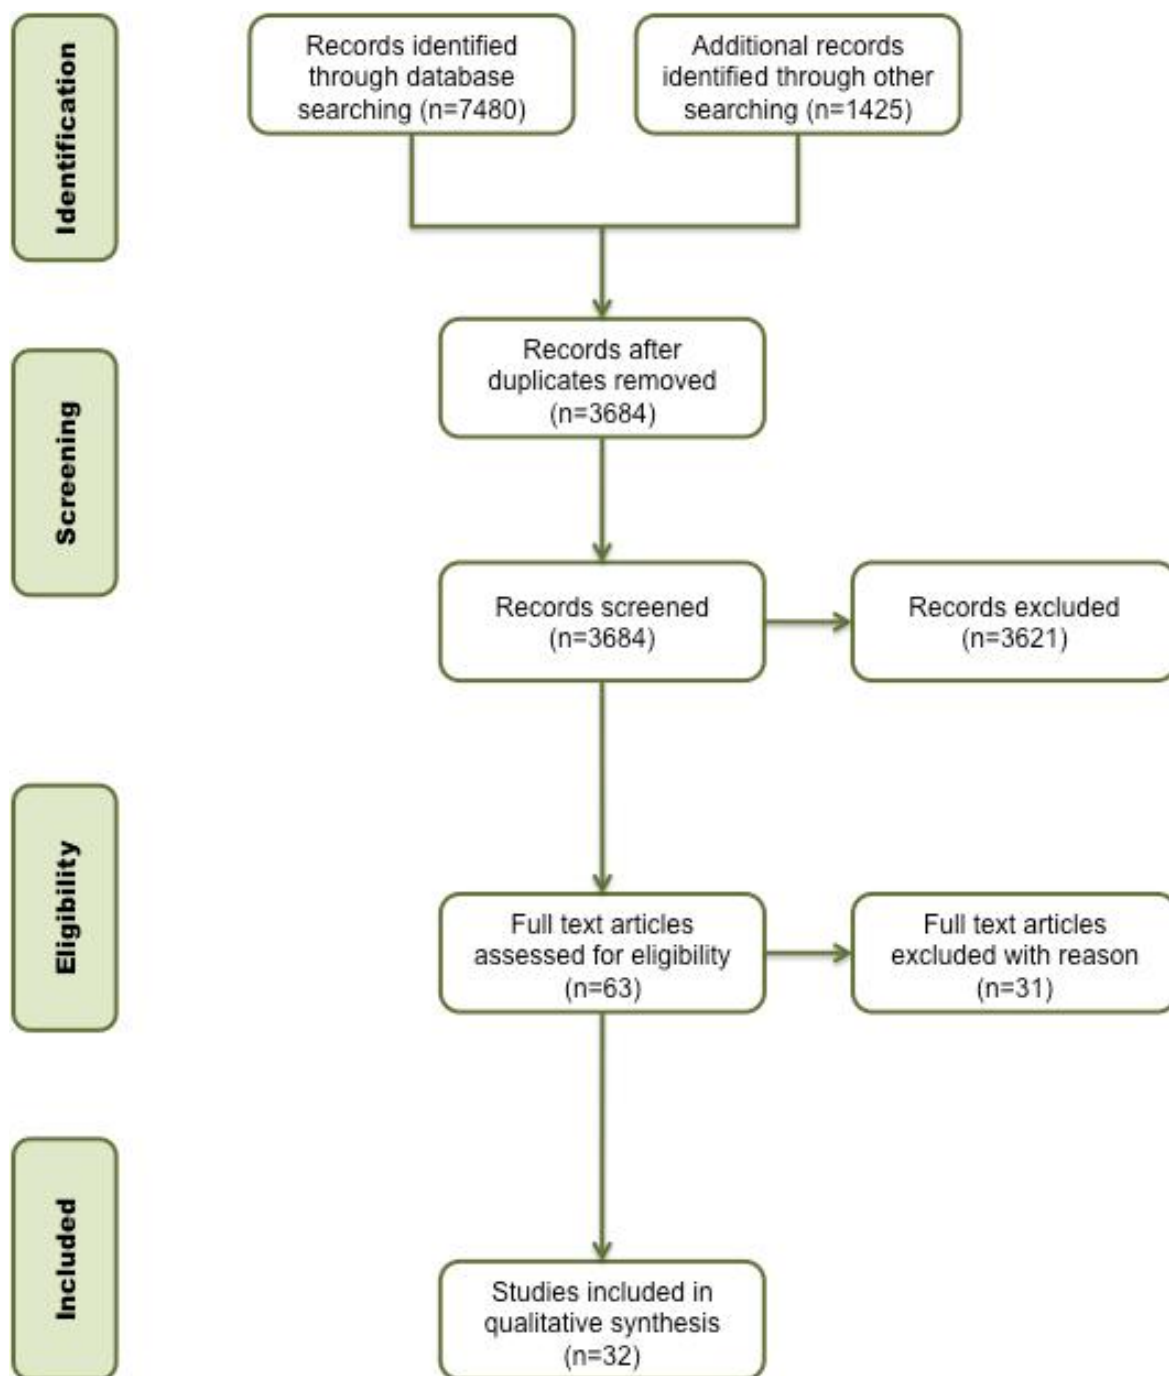 Identification
Records identified
through database
searching (n=7480)
Additional records
identified through other
searching (n=1425)
Screening
Records after
duplicates removed
(n=3684)
Records screened
(n=3684)
Records excluded
(n=3621)
Eligibility
Full text articles
assessed for eligibility
(n=63)
Full text articles
excluded with reason
(n=31)
Included
Studies included in
qualitative synthesis
(n=32)